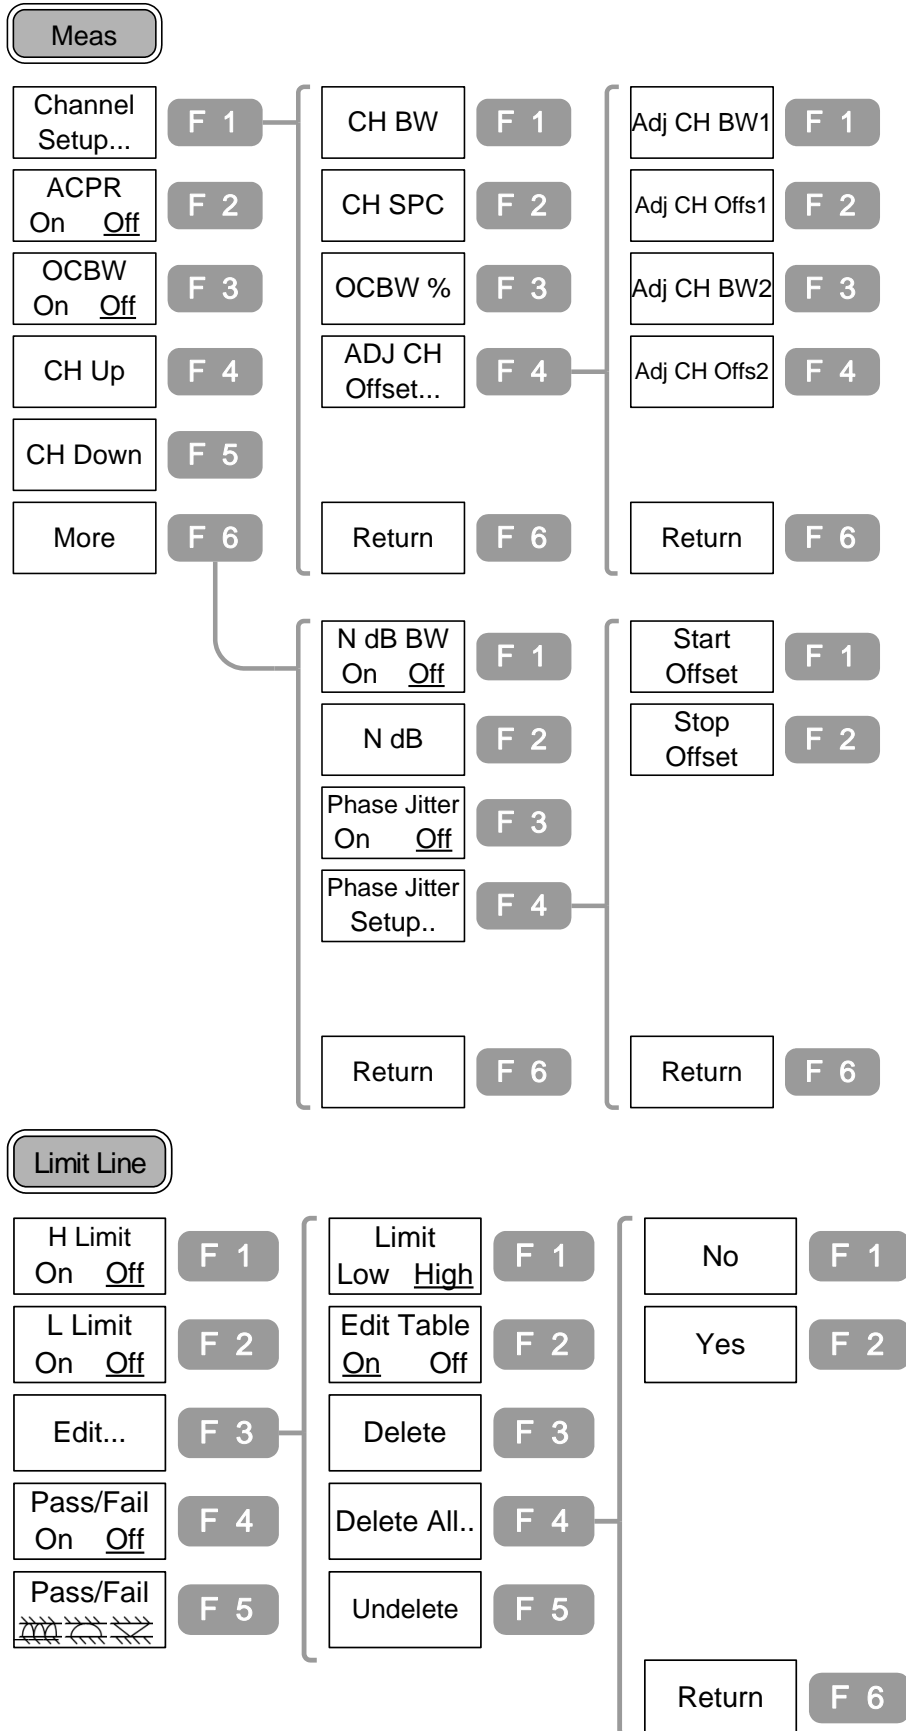 Meas
Channel
Setup...
F 1
CH BW
F 1
Adj CH BW1
F 1
ACPR
On Off
F 2
CH SPC
F 2
Adj CH Offs1
F 2
OCBW
On Off
F 3
OCBW %
F 3
Adj CH BW2
F 3
CH Up
F 4
ADJ CH
Offset...
F 4
Adj CH Offs2
F 4
CH Down
F 5
More
F 6
Return
F 6
Return
F 6
N dB BW
On Off
F 1
Start
Offset
F 1
N dB
F 2
Stop
Offset
F 2
Phase Jitter
On Off
F 3
Phase Jitter
Setup..
F 4
Return
F 6
Return
F 6
Limit Line
H Limit
On Off
F 1
Limit
Low High
F 1
No
F 1
L Limit
On Off
F 2
Edit Table
On Off
F 2
Yes
F 2
Edit...
F 3
Delete
F 3
Pass/Fail
On Off
F 4
Delete All..
F 4
Pass/Fail
F 5
Undelete
F 5
Return
F 6